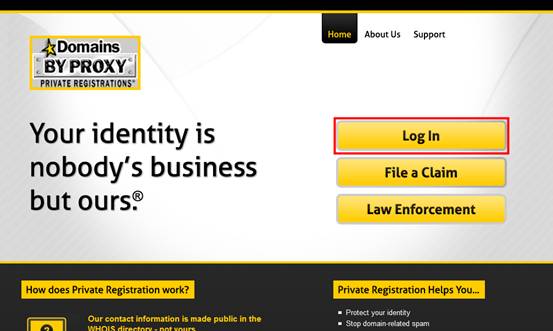 Home About Us Support
Domains
BY PROXY
PRIVATE REGISTRATIONS®
Your identity is
nobody's business
but ours.®
Log In
File a Claim
Law Enforcement
How does Private Registration work?
Our contact information is made public in the
WHOIS directory - not yours.
Private Registration Helps You...
Protect your identity
Stop domain-related spam